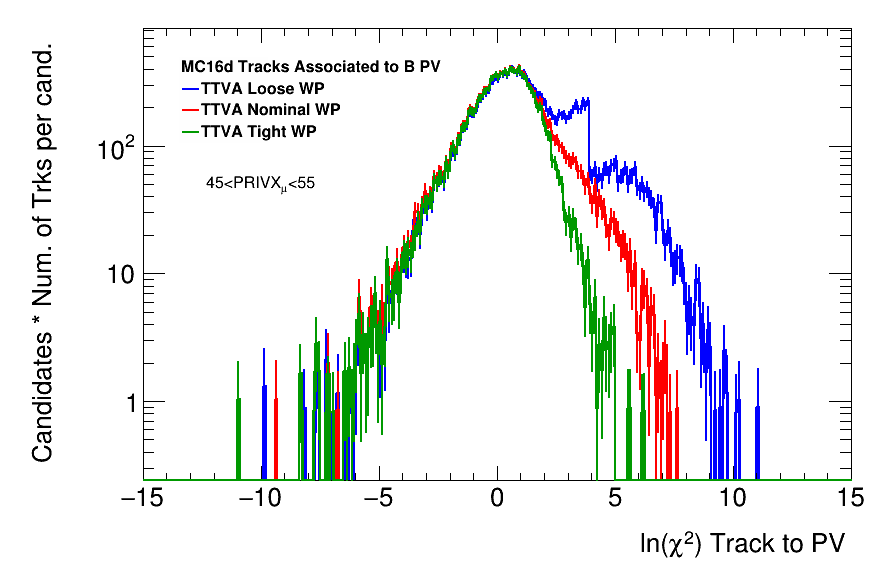 Candidates * Num. of Trks per cand.
MC16d Tracks Associated to B PV
TTVA Loose WP
TTVA Nominal WP
TTVA Tight WP
45<PRIVXμ<55
10²
10
1
−15 −10 −5 0 5 10 15
ln(χ²) Track to PV